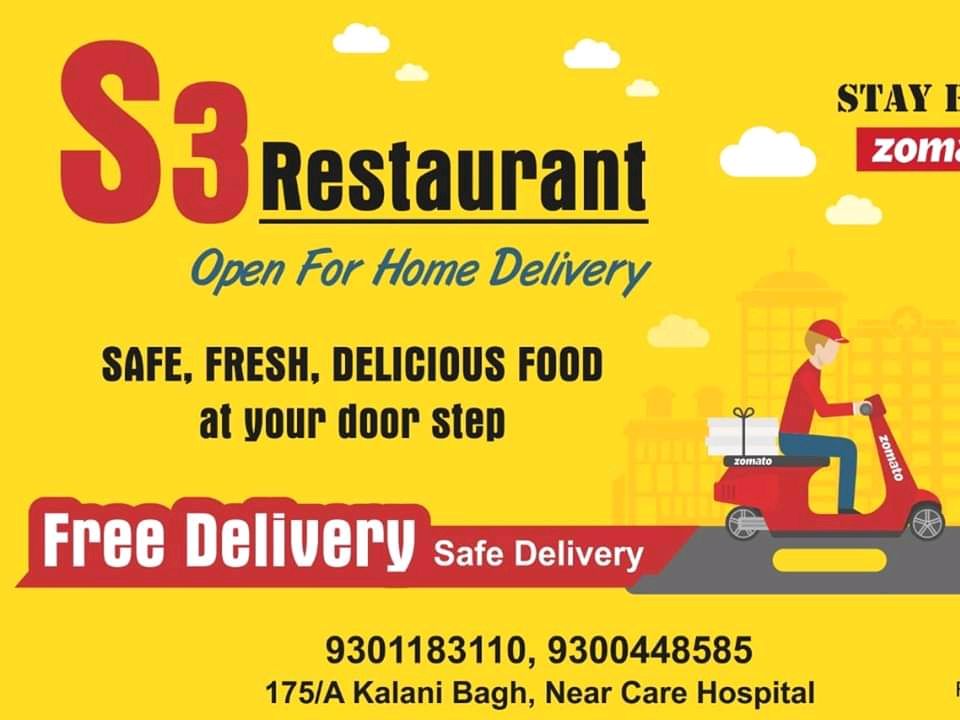 S3 Restaurant
STAY
Open For Home Delivery
SAFE, FRESH, DELICIOUS FOOD
at your door step
zomato
zomato
Free Delivery Safe Delivery
9301183110, 9300448585
175/A Kalani Bagh, Near Care Hospital